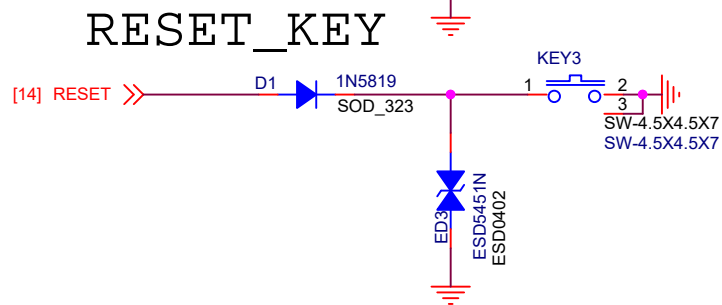 RESET_KEY
KEY3
[14] RESET
D1
1N5819
SOD_323
1
2
3
SW-4.5X4.5X7
SW-4.5X4.5X7
ED3
ESD5451N
ESD0402